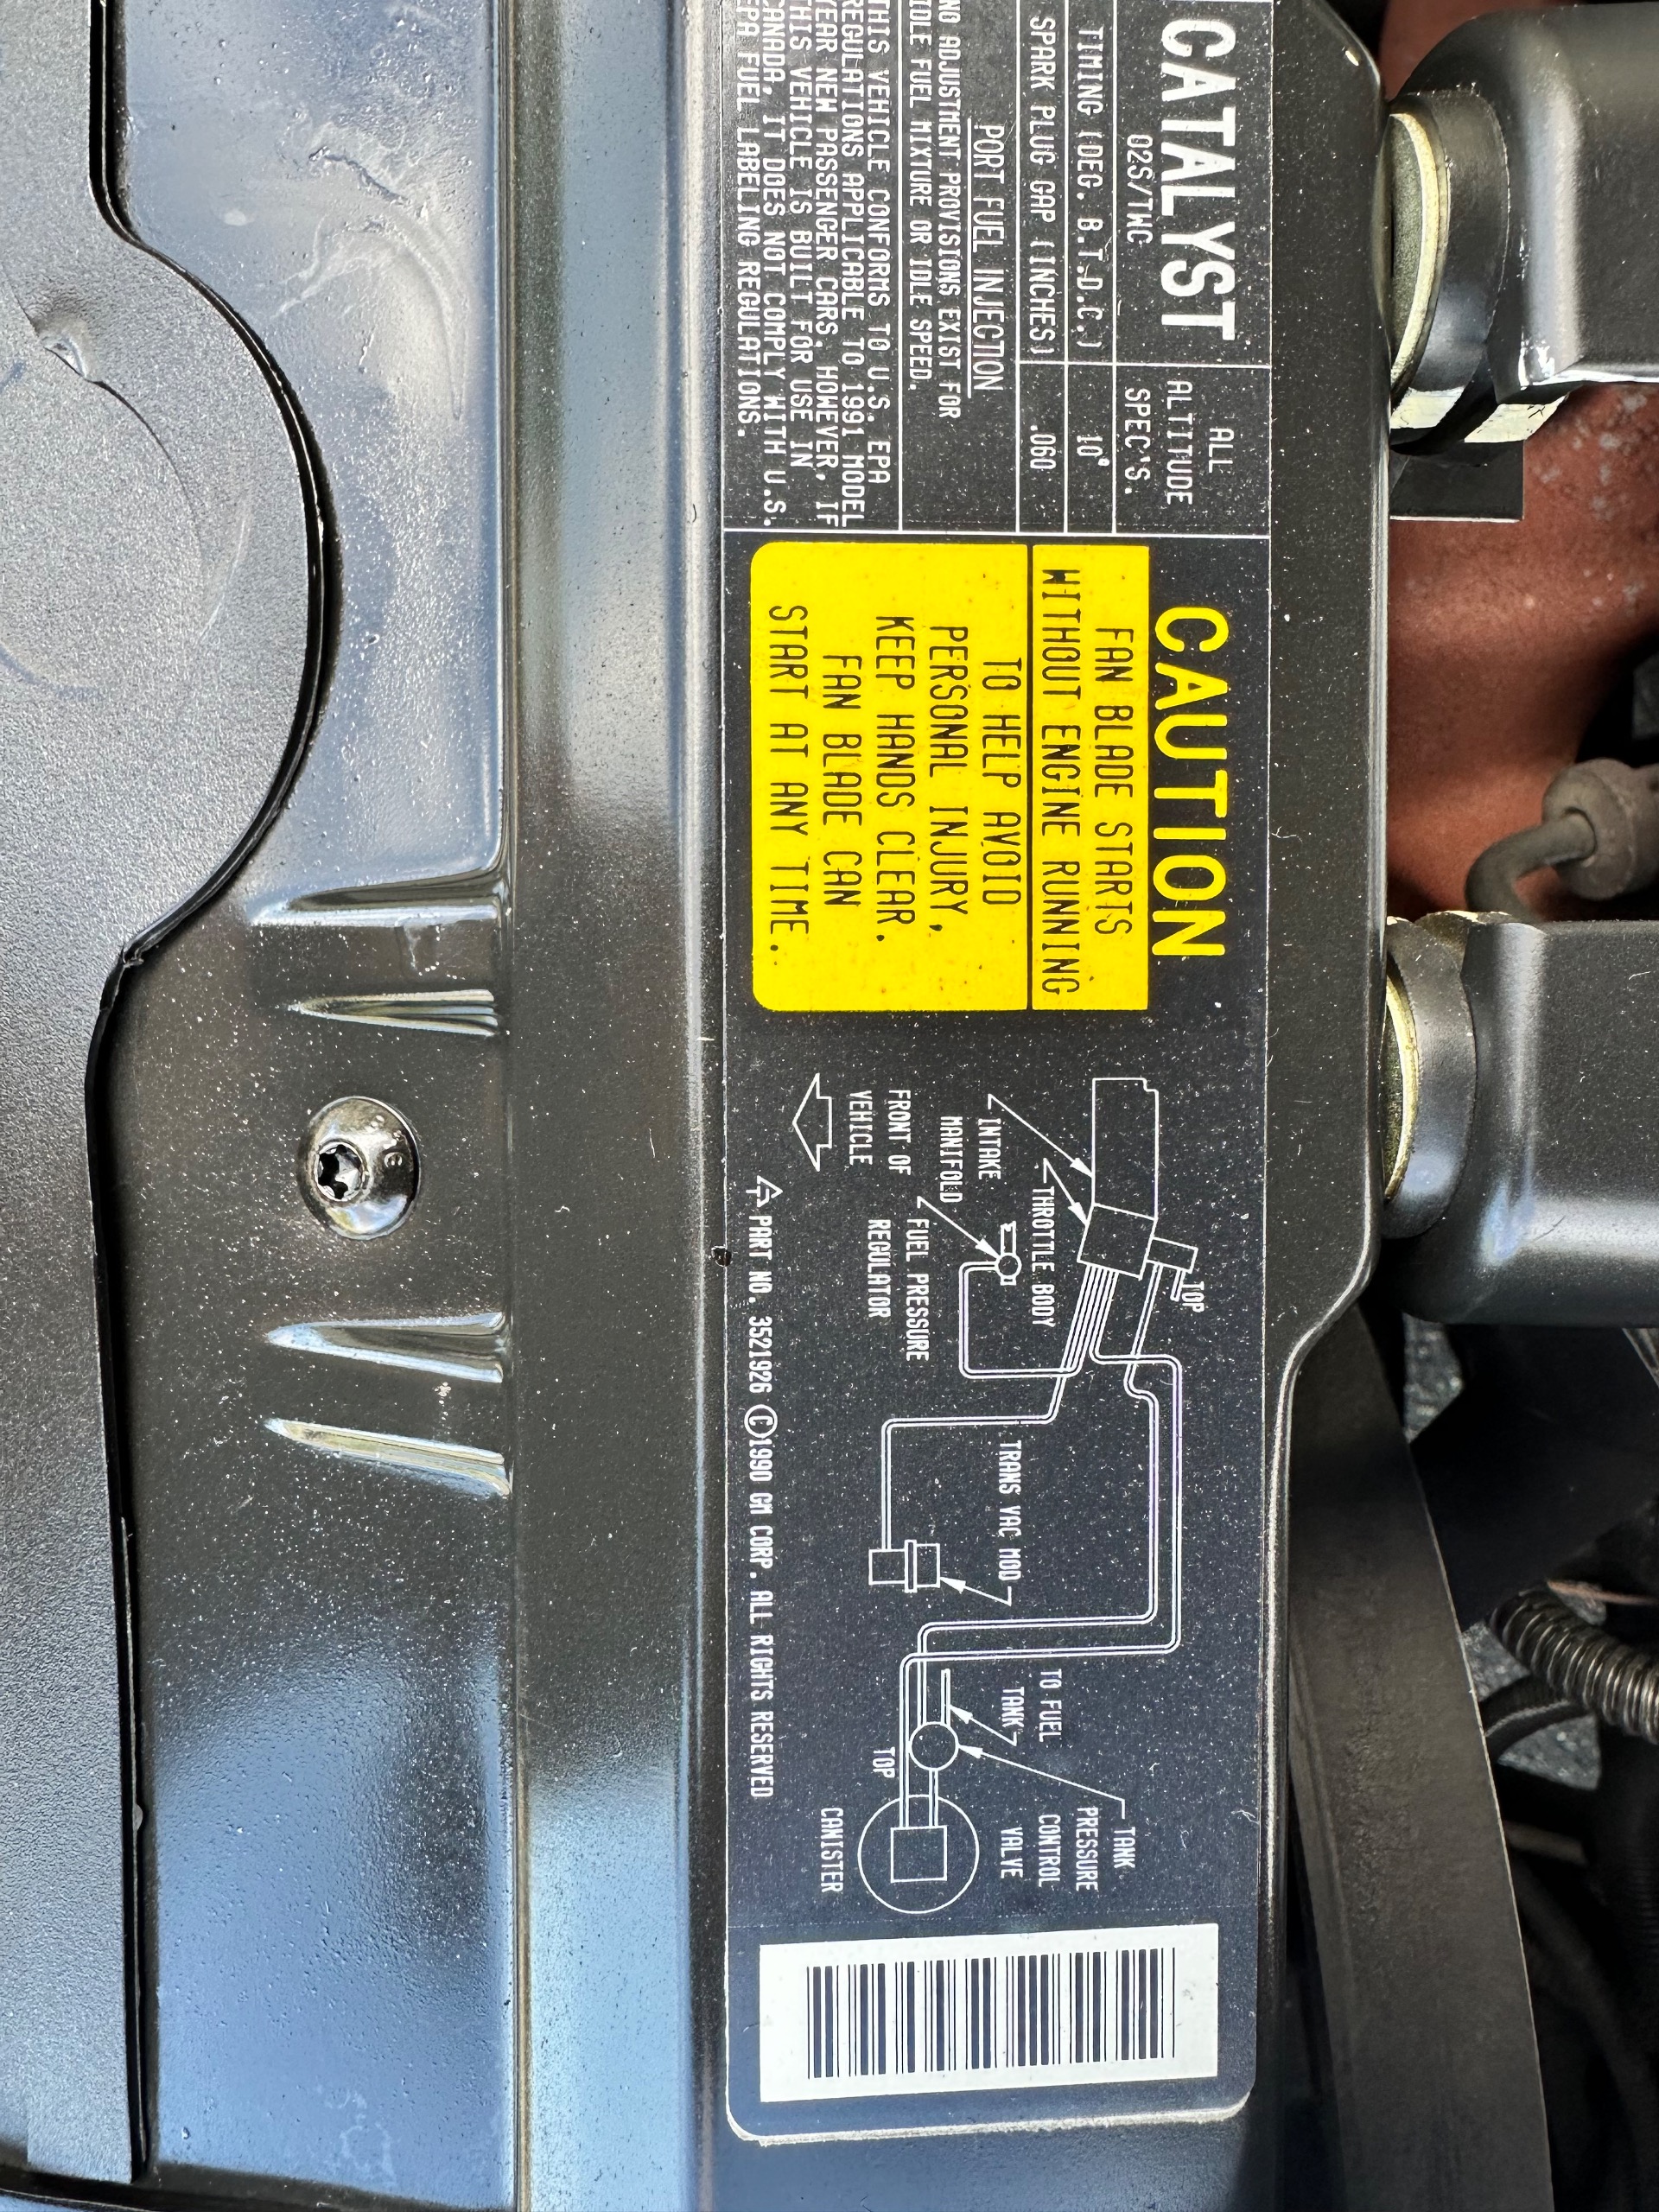 CATALYST
02S/TWC
ALL
ALTITUDE
SPEC'S.
TIMING (DEG. B.T.D.C.) 10°
SPARK PLUG GAP (INCHES) .060
PORT FUEL INJECTION
NO ADJUSTMENT PROVISIONS EXIST FOR
IDLE FUEL MIXTURE OR IDLE SPEED.
THIS VEHICLE CONFORMS TO U.S. EPA
REGULATIONS APPLICABLE TO 1991 MODEL
YEAR NEW PASSENGER CARS. HOWEVER, IF
THIS VEHICLE IS BUILT FOR USE IN
CANADA, IT DOES NOT COMPLY WITH U.S.
EPA FUEL LABELING REGULATIONS.
CAUTION
FAN BLADE STARTS
WITHOUT ENGINE RUNNING
TO HELP AVOID
PERSONAL INJURY,
KEEP HANDS CLEAR.
FAN BLADE CAN
START AT ANY TIME.
TOP
THROTTLE BODY
INTAKE
MANIFOLD
FUEL PRESSURE
REGULATOR
FRONT OF
VEHICLE
TRANS VAC MOD
TO FUEL
TANK
TANK
PRESSURE
CONTROL
VALVE
TOP
CANISTER
PART NO. 3521926 ©1990 GM CORP. ALL RIGHTS RESERVED